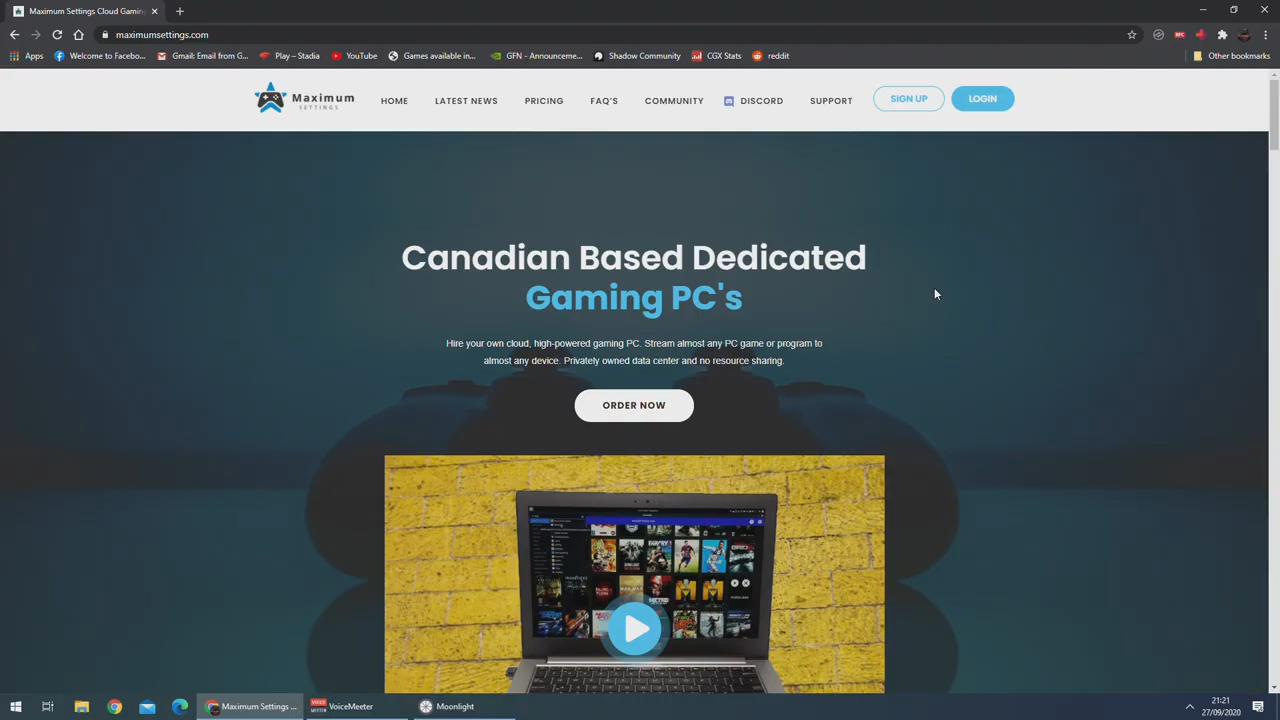 Maximum Settings Cloud Gaming
maximumsettings.com
Apps
Welcome to Facebo...
Gmail: Email from G...
Play – Stadia
YouTube
Games available in...
GFN - Announceme...
Shadow Community
CGX Stats
reddit
Other bookmarks
Maximum
SETTINGS
HOME
LATEST NEWS
PRICING
FAQ'S
COMMUNITY
DISCORD
SUPPORT
SIGN UP
LOGIN
Canadian Based Dedicated
Gaming PC's
Hire your own cloud, high-powered gaming PC. Stream almost any PC game or program to
almost any device. Privately owned data center and no resource sharing.
ORDER NOW
Maximum Settings ...
VoiceMeeter
Moonlight
21:21
27/09/2020